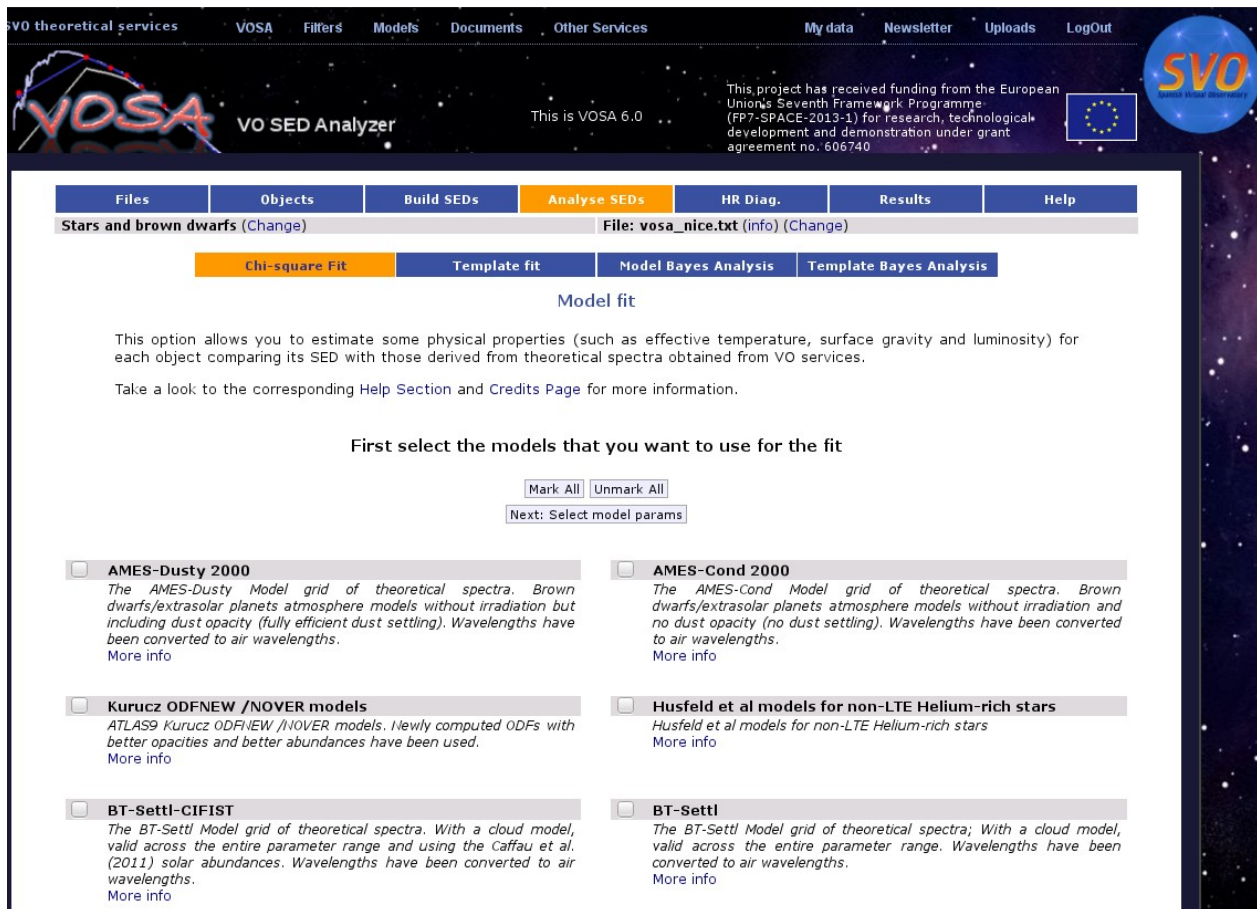 SVO theoretical services VOSA Filters Models Documents Other Services My data Newsletter Uploads LogOut
SVO
Spanish Virtual Observatory
VOSA
VO SED Analyzer
This is VOSA 6.0
This project has received funding from the European
Union's Seventh Framework Programme
(FP7-SPACE-2013-1) for research, technological
development and demonstration under grant
agreement no. 606740
Files Objects Build SEDs Analyse SEDs HR Diag. Results Help
Stars and brown dwarfs (Change) File: vosa_nice.txt (info) (Change)
Chi-square Fit Template fit Model Bayes Analysis Template Bayes Analysis
Model fit
This option allows you to estimate some physical properties (such as effective temperature, surface gravity and luminosity) for
each object comparing its SED with those derived from theoretical spectra obtained from VO services.
Take a look to the corresponding Help Section and Credits Page for more information.
First select the models that you want to use for the fit
Mark All Unmark All
Next: Select model params
AMES-Dusty 2000
The AMES-Dusty Model grid of theoretical spectra. Brown
dwarfs/extrasolar planets atmosphere models without irradiation but
including dust opacity (fully efficient dust settling). Wavelengths have
been converted to air wavelengths.
More info
AMES-Cond 2000
The AMES-Cond Model grid of theoretical spectra. Brown
dwarfs/extrasolar planets atmosphere models without irradiation and
no dust opacity (no dust settling). Wavelengths have been converted
to air wavelengths.
More info
Kurucz ODFNEW /NOVER models
ATLAS9 Kurucz ODFNEW /NOVER models. Newly computed ODFs with
better opacities and better abundances have been used.
More info
Husfeld et al models for non-LTE Helium-rich stars
Husfeld et al models for non-LTE Helium-rich stars
More info
BT-Settl-CIFIST
The BT-Settl Model grid of theoretical spectra. With a cloud model,
valid across the entire parameter range and using the Caffau et al.
(2011) solar abundances. Wavelengths have been converted to air
wavelengths.
More info
BT-Settl
The BT-Settl Model grid of theoretical spectra; With a cloud model,
valid across the entire parameter range. Wavelengths have been
converted to air wavelengths.
More info